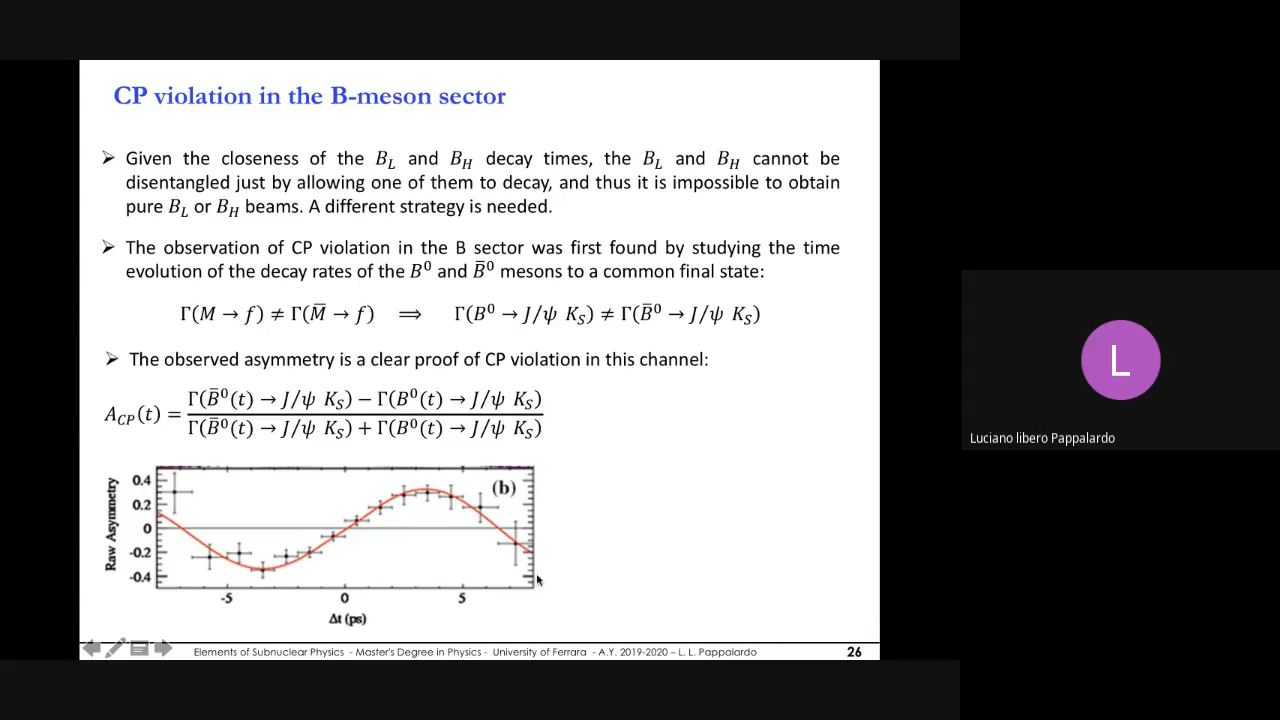 CP violation in the B-meson sector
➢ Given the closeness of the B_L and B_H decay times, the B_L and B_H cannot be
disentangled just by allowing one of them to decay, and thus it is impossible to obtain
pure B_L or B_H beams. A different strategy is needed.
➢ The observation of CP violation in the B sector was first found by studying the time
evolution of the decay rates of the B⁰ and B̄⁰ mesons to a common final state:
Γ(M → f) ≠ Γ(M̄ → f) ⟹ Γ(B⁰ → J/ψ K_S) ≠ Γ(B̄⁰ → J/ψ K_S)
➢ The observed asymmetry is a clear proof of CP violation in this channel:
Γ(B̄⁰(t) → J/ψ K_S) − Γ(B⁰(t) → J/ψ K_S)
A_CP(t) =
Γ(B̄⁰(t) → J/ψ K_S) + Γ(B⁰(t) → J/ψ K_S)
Raw Asymmetry
0.4
0.2
0
-0.2
-0.4
(b)
-5 0 5
Δt (ps)
Elements of Subnuclear Physics - Master's Degree in Physics - University of Ferrara - A.Y. 2019-2020 – L. L. Pappalardo 26
L
Luciano libero Pappalardo